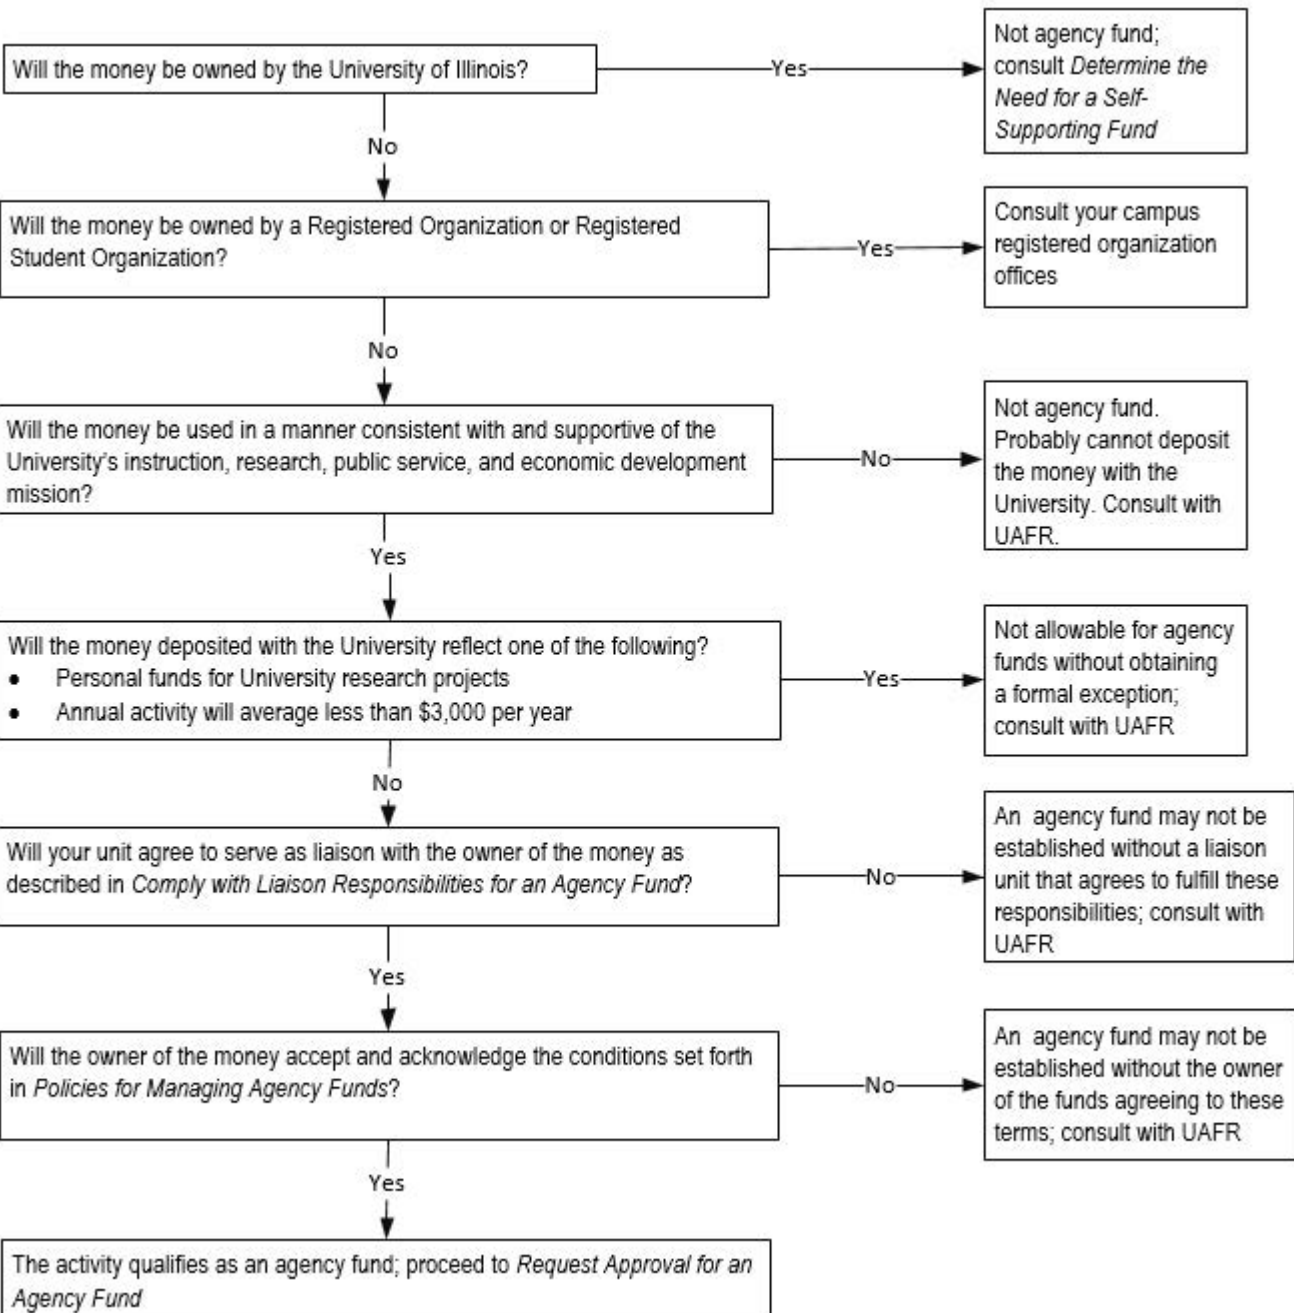 Will the money be owned by the University of Illinois?
Yes
Not agency fund;
consult Determine the
Need for a Self-
Supporting Fund
No
Will the money be owned by a Registered Organization or Registered
Student Organization?
Yes
Consult your campus
registered organization
offices
No
Will the money be used in a manner consistent with and supportive of the
University's instruction, research, public service, and economic development
mission?
No
Not agency fund.
Probably cannot deposit
the money with the
University. Consult with
UAFR.
Yes
Will the money deposited with the University reflect one of the following?
● Personal funds for University research projects
● Annual activity will average less than $3,000 per year
Yes
Not allowable for agency
funds without obtaining
a formal exception;
consult with UAFR
No
Will your unit agree to serve as liaison with the owner of the money as
described in Comply with Liaison Responsibilities for an Agency Fund?
No
An agency fund may not be
established without a liaison
unit that agrees to fulfill these
responsibilities; consult with
UAFR
Yes
Will the owner of the money accept and acknowledge the conditions set forth
in Policies for Managing Agency Funds?
No
An agency fund may not be
established without the owner
of the funds agreeing to these
terms; consult with UAFR
Yes
The activity qualifies as an agency fund; proceed to Request Approval for an
Agency Fund